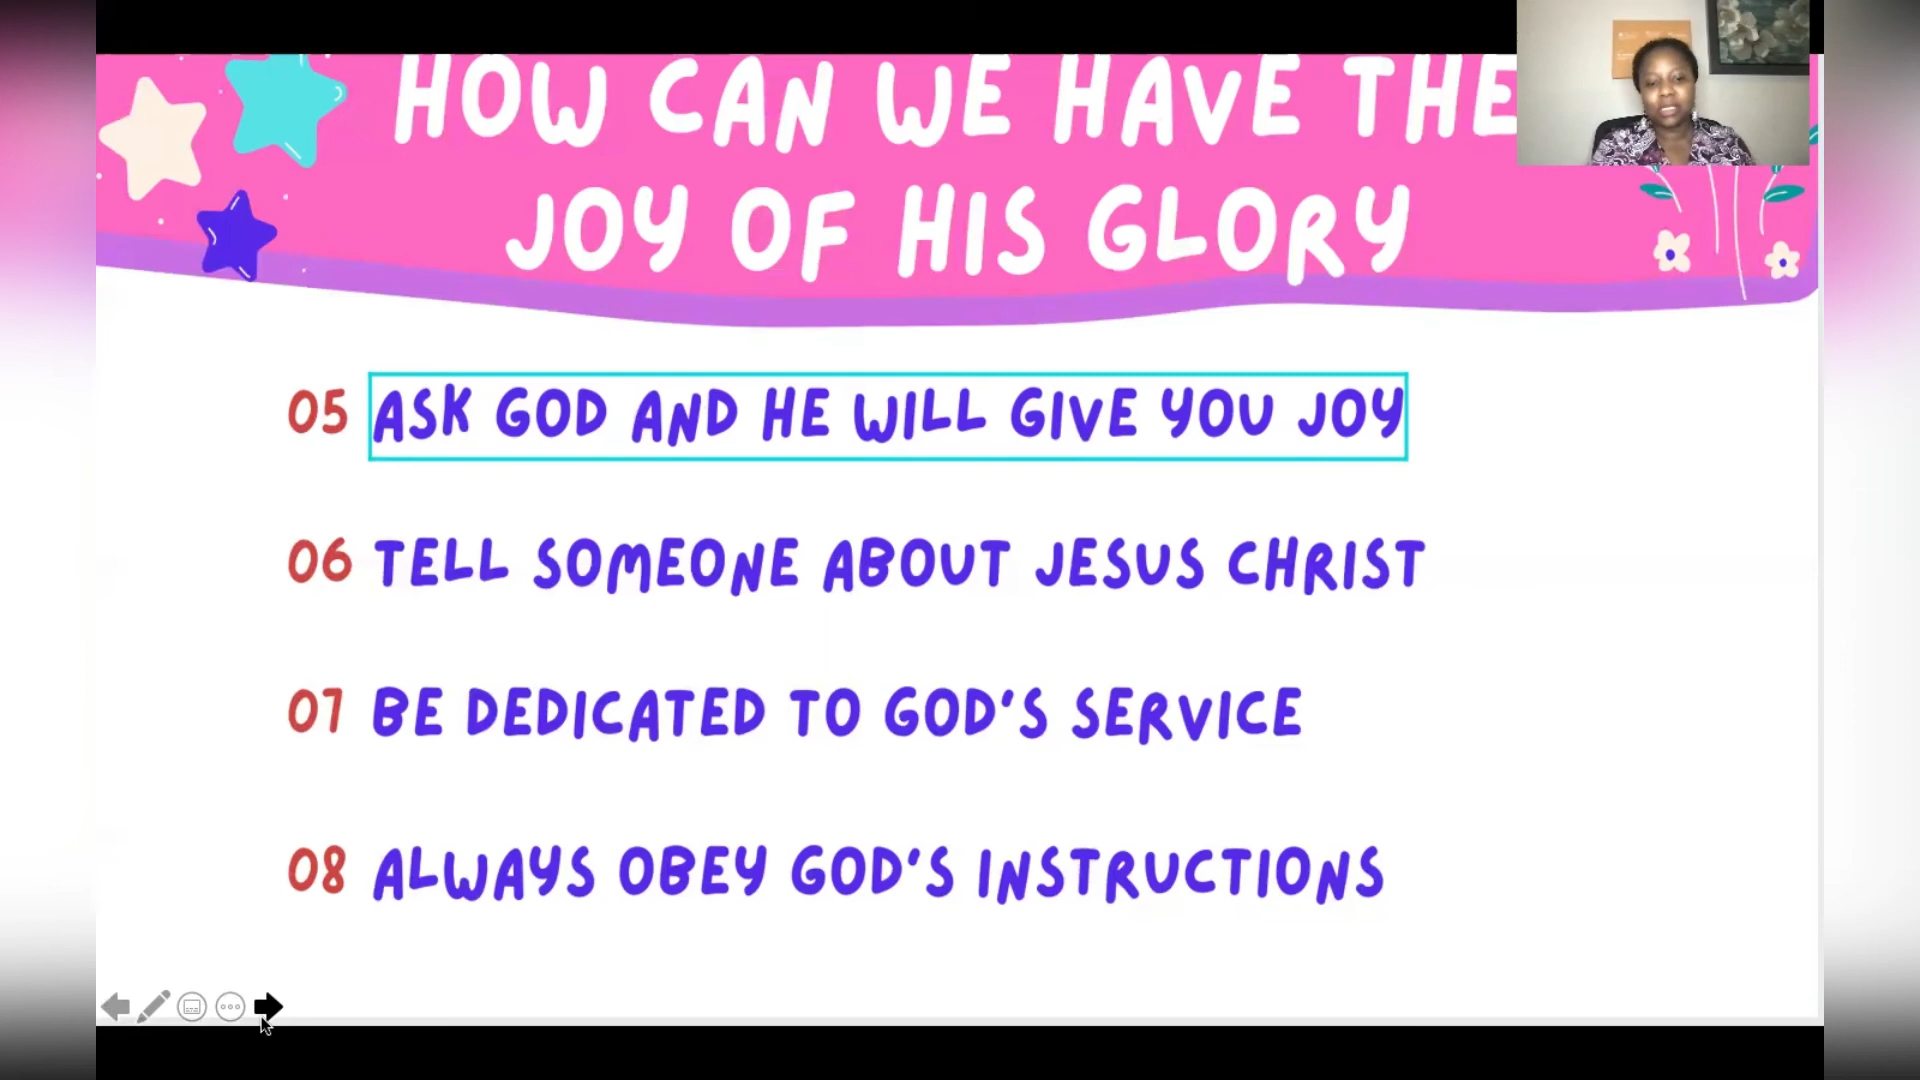 HOW CAN WE HAVE THE
JOY OF HIS GLORY
05 ASK GOD AND HE WILL GIVE YOU JOY
06 TELL SOMEONE ABOUT JESUS CHRIST
07 BE DEDICATED TO GOD'S SERVICE
08 ALWAYS OBEY GOD'S INSTRUCTIONS